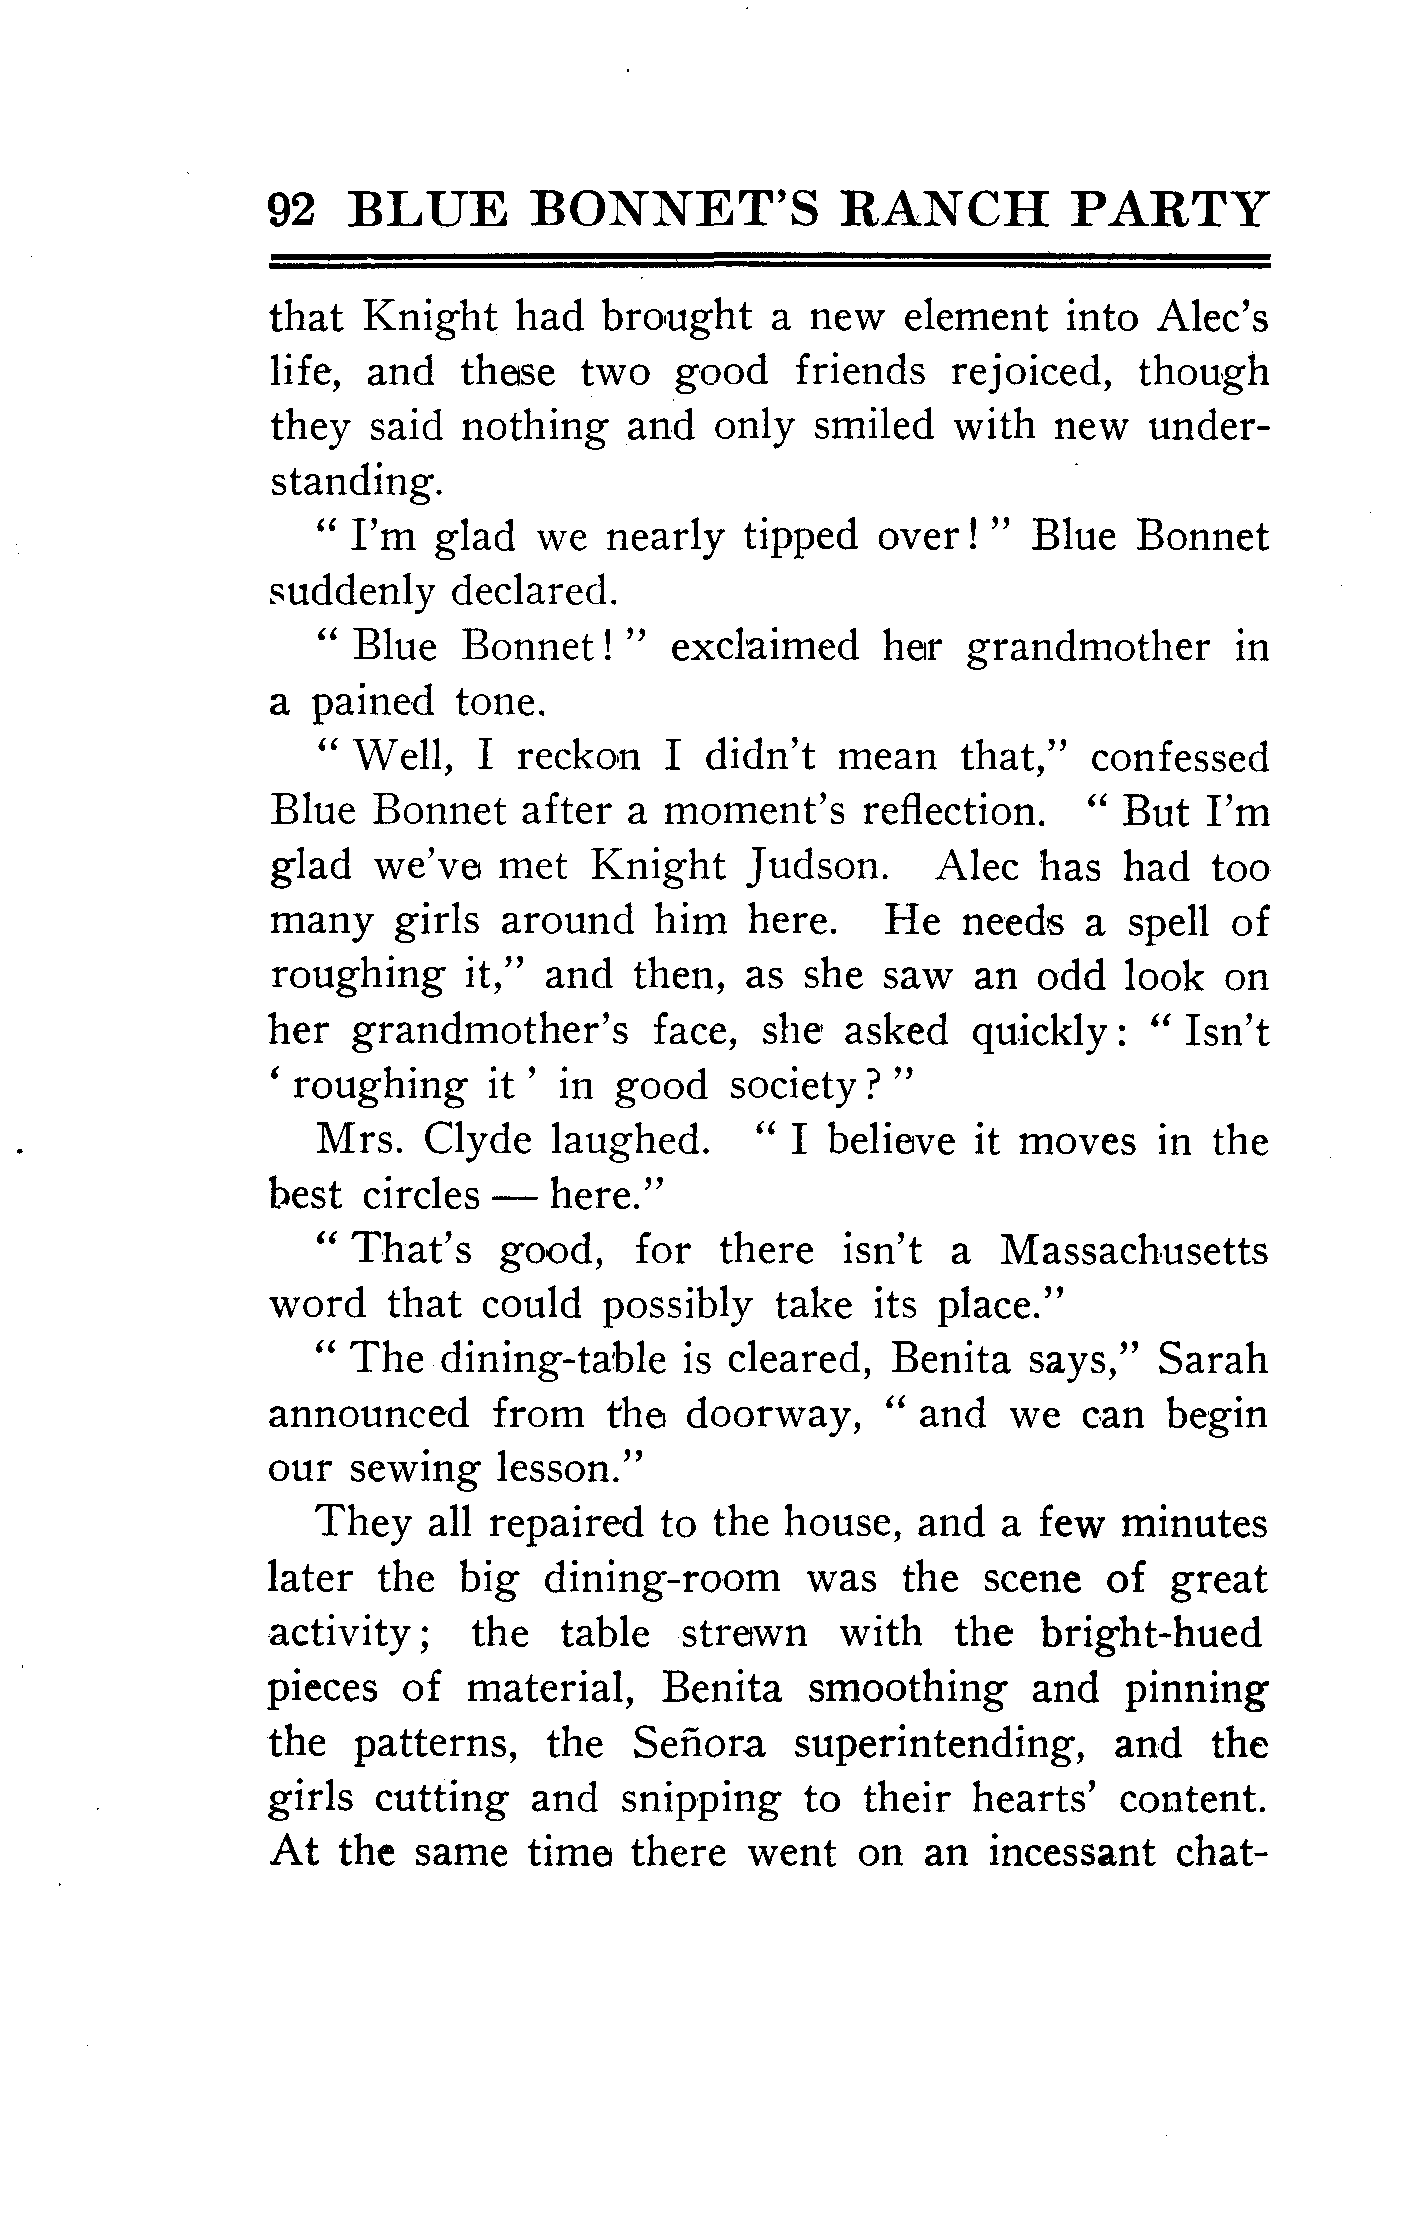 92 BLUE BONNET'S RANCH PARTY
that Knight had brought a new element into Alec's
life, and these two good friends rejoiced, though
they said nothing and only smiled with new under-
standing.
" I'm glad we nearly tipped over! " Blue Bonnet
suddenly declared.
" Blue Bonnet! " exclaimed her grandmother in
a pained tone.
" Well, I reckon I didn't mean that," confessed
Blue Bonnet after a moment's reflection. " But I'm
glad we've met Knight Judson. Alec has had too
many girls around him here. He needs a spell of
roughing it," and then, as she saw an odd look on
her grandmother's face, she asked quickly: " Isn't
' roughing it ' in good society? "
Mrs. Clyde laughed. " I believe it moves in the
best circles — here."
" That's good, for there isn't a Massachusetts
word that could possibly take its place."
" The dining-table is cleared, Benita says," Sarah
announced from the doorway, " and we can begin
our sewing lesson."
They all repaired to the house, and a few minutes
later the big dining-room was the scene of great
activity; the table strewn with the bright-hued
pieces of material, Benita smoothing and pinning
the patterns, the Señora superintending, and the
girls cutting and snipping to their hearts' content.
At the same time there went on an incessant chat-